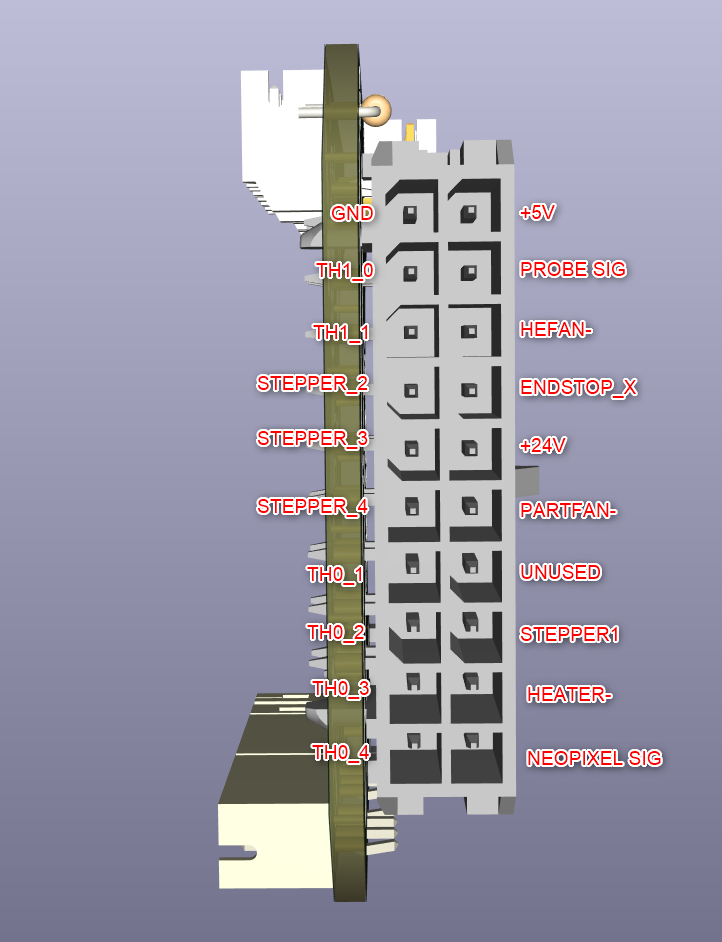 GND +5V
TH1_0 PROBE SIG
TH1_1 HEFAN-
STEPPER_2 ENDSTOP_X
STEPPER_3 +24V
STEPPER_4 PARTFAN-
TH0_1 UNUSED
TH0_2 STEPPER1
TH0_3 HEATER-
TH0_4 NEOPIXEL SIG